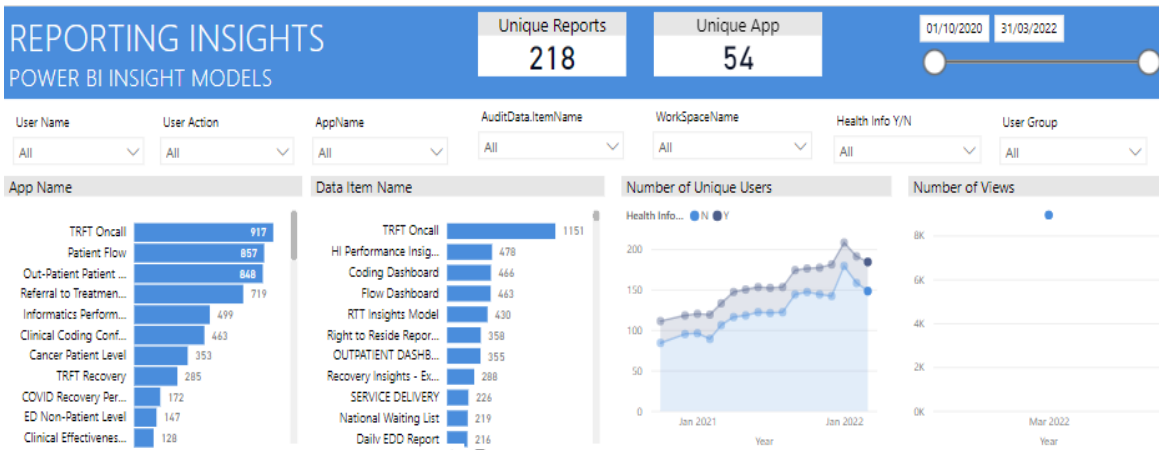 REPORTING INSIGHTS
POWER BI INSIGHT MODELS
Unique Reports
218
Unique App
54
01/10/2020
31/03/2022
User Name
All
User Action
All
AppName
All
AuditData.ItemName
All
WorkSpaceName
All
Health Info Y/N
All
User Group
All
App Name
TRFT Oncall 917
Patient Flow 857
Out-Patient Patient ... 848
Referral to Treatmen... 719
Informatics Perform... 499
Clinical Coding Conf... 463
Cancer Patient Level 353
TRFT Recovery 285
COVID Recovery Per... 172
ED Non-Patient Level 147
Clinical Effectivenes... 128
Data Item Name
TRFT Oncall 1151
HI Performance Insig... 478
Coding Dashboard 466
Flow Dashboard 463
RTT Insights Model 430
Right to Reside Repor... 358
OUTPATIENT DASHB... 355
Recovery Insights - Ex... 288
SERVICE DELIVERY 226
National Waiting List 219
Daily EDD Report 216
Number of Unique Users
Health Info... N Y
200
150
100
50
0
Jan 2021
Jan 2022
Year
Number of Views
8K
6K
4K
2K
0K
Mar 2022
Year